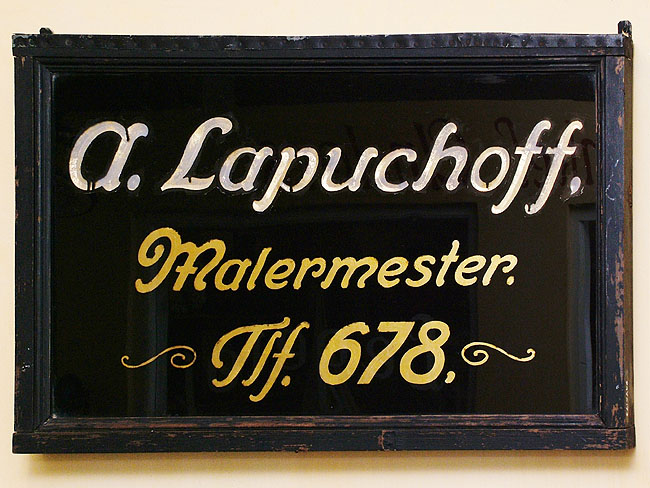 A. Lapuchoff.
Malermester.
Tlf. 678,